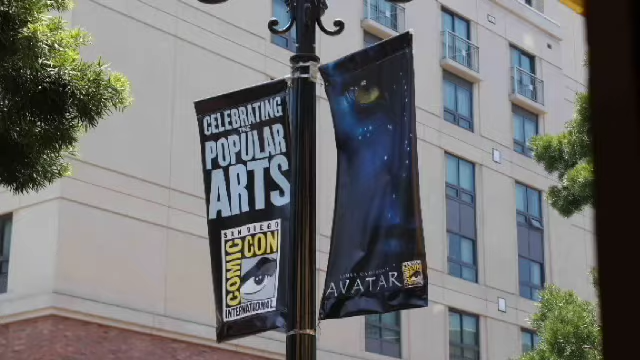 CELEBRATING
THE
POPULAR
ARTS
SAN DIEGO
COMIC CON
INTERNATIONAL
JAMES CAMERON'S
AVATAR